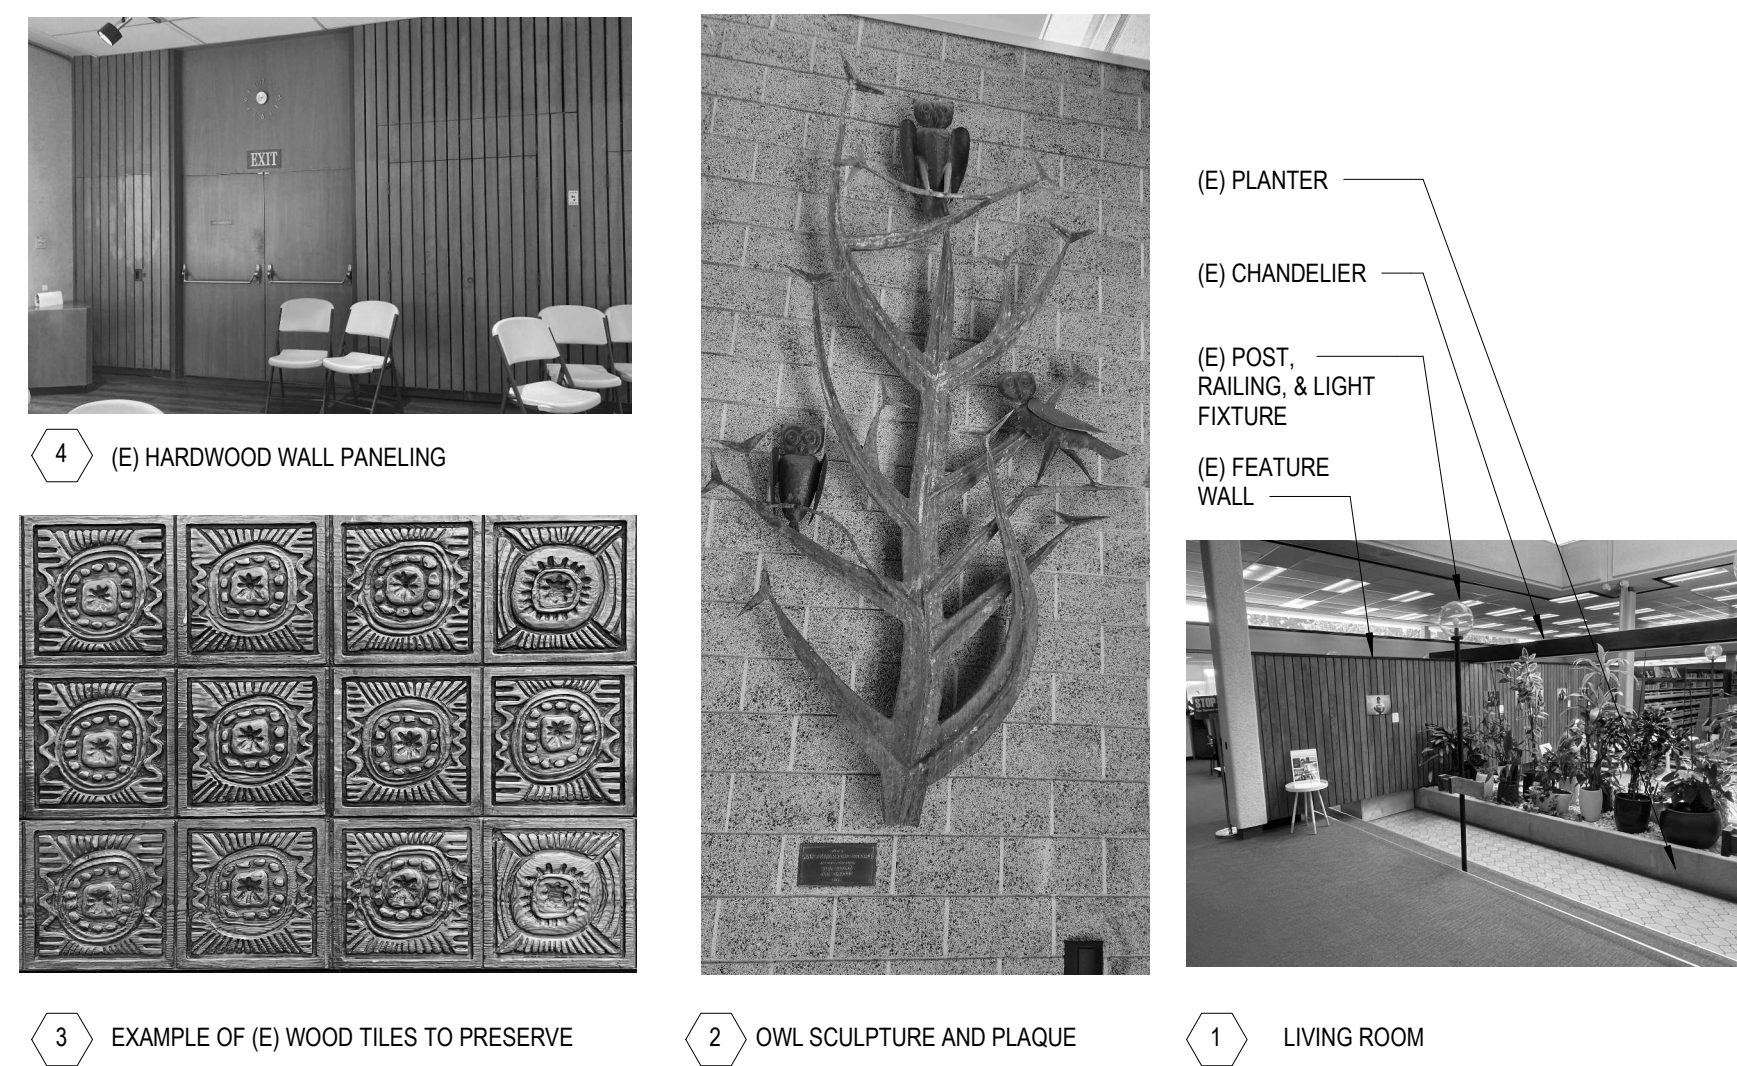 EXIT
4
(E) HARDWOOD WALL PANELING
3
EXAMPLE OF (E) WOOD TILES TO PRESERVE
2
OWL SCULPTURE AND PLAQUE
(E) PLANTER
(E) CHANDELIER
(E) POST,
RAILING, & LIGHT
FIXTURE
(E) FEATURE
WALL
STOP
1
LIVING ROOM